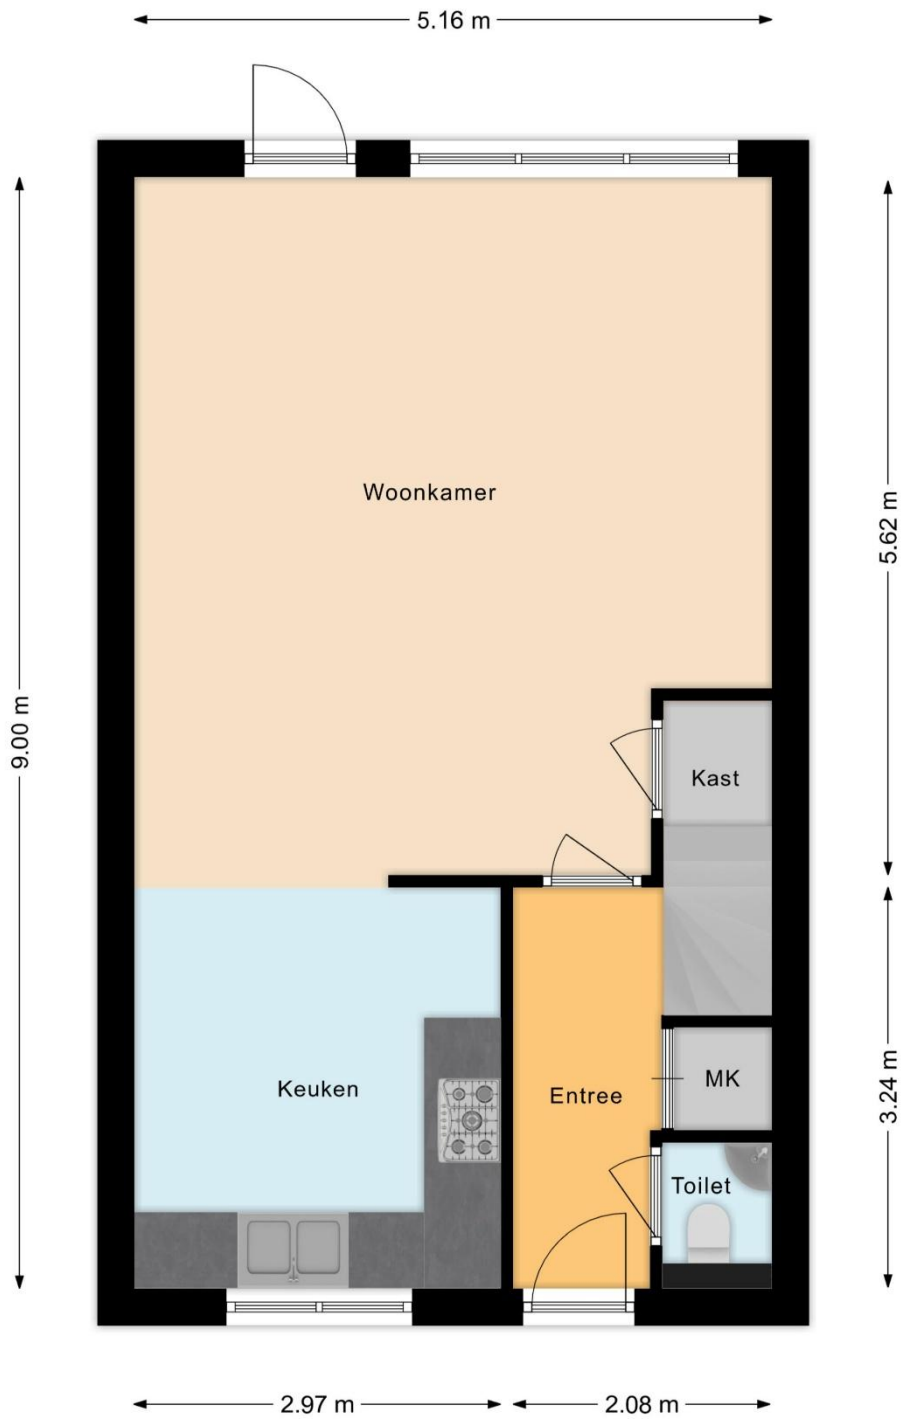 5.16 m
Woonkamer
5.62 m
9.00 m
Kast
Keuken
Entree
MK
3.24 m
Toilet
2.97 m
2.08 m